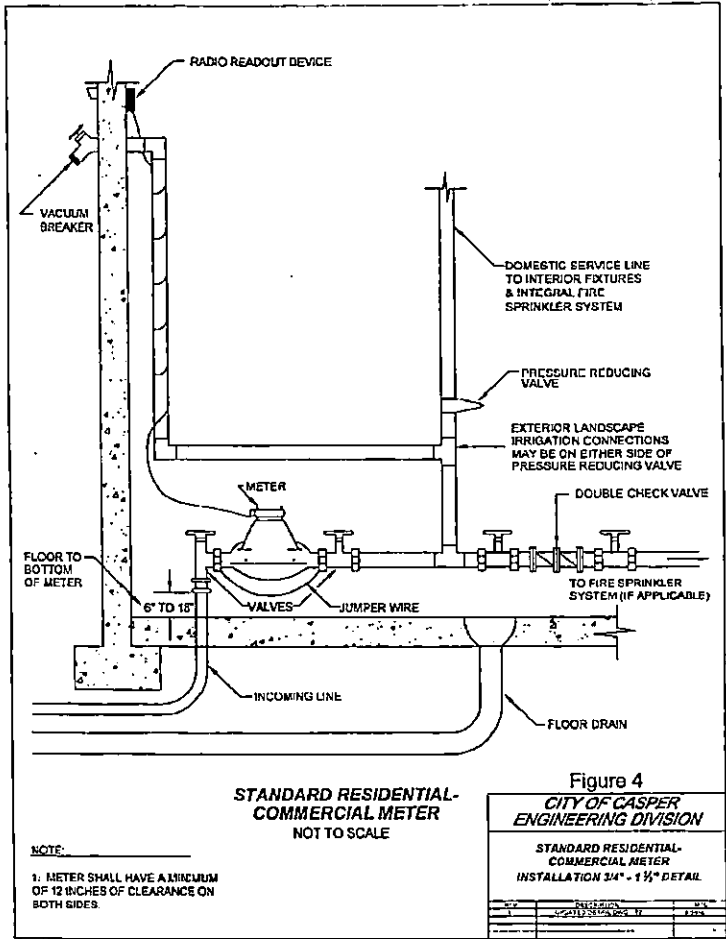 RADIO READOUT DEVICE
VACUUM
BREAKER
DOMESTIC SERVICE LINE
TO INTERIOR FIXTURES
& INTEGRAL FIRE
SPRINKLER SYSTEM
PRESSURE REDUCING
VALVE
EXTERIOR LANDSCAPE
IRRIGATION CONNECTIONS
MAY BE ON EITHER SIDE OF
PRESSURE REDUCING VALVE
METER
DOUBLE CHECK VALVE
FLOOR TO
BOTTOM
OF METER
6" TO 18"
VALVES
JUMPER WIRE
TO FIRE SPRINKLER
SYSTEM (IF APPLICABLE)
INCOMING LINE
FLOOR DRAIN
STANDARD RESIDENTIAL-
COMMERCIAL METER
NOT TO SCALE
NOTE:
1. METER SHALL HAVE A MINIMUM
OF 12 INCHES OF CLEARANCE ON
BOTH SIDES.
Figure 4
CITY OF CASPER
ENGINEERING DIVISION
STANDARD RESIDENTIAL-
COMMERCIAL METER
INSTALLATION 3/4" - 1 ½" DETAIL